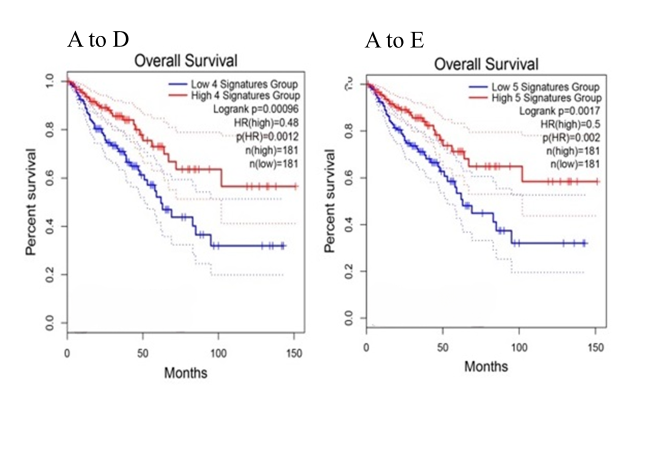 A to D
Overall Survival
Low 4 Signatures Group
High 4 Signatures Group
Logrank p=0.00096
HR(high)=0.48
p(HR)=0.0012
n(high)=181
n(low)=181
Percent survival
1.0
0.8
0.6
0.4
0.2
0.0
0 50 100 150
Months
A to E
Overall Survival
Low 5 Signatures Group
High 5 Signatures Group
Logrank p=0.0017
HR(high)=0.5
p(HR)=0.002
n(high)=181
n(low)=181
Percent survival
0.8
0.6
0.4
0.2
0.0
0 50 100 150
Months